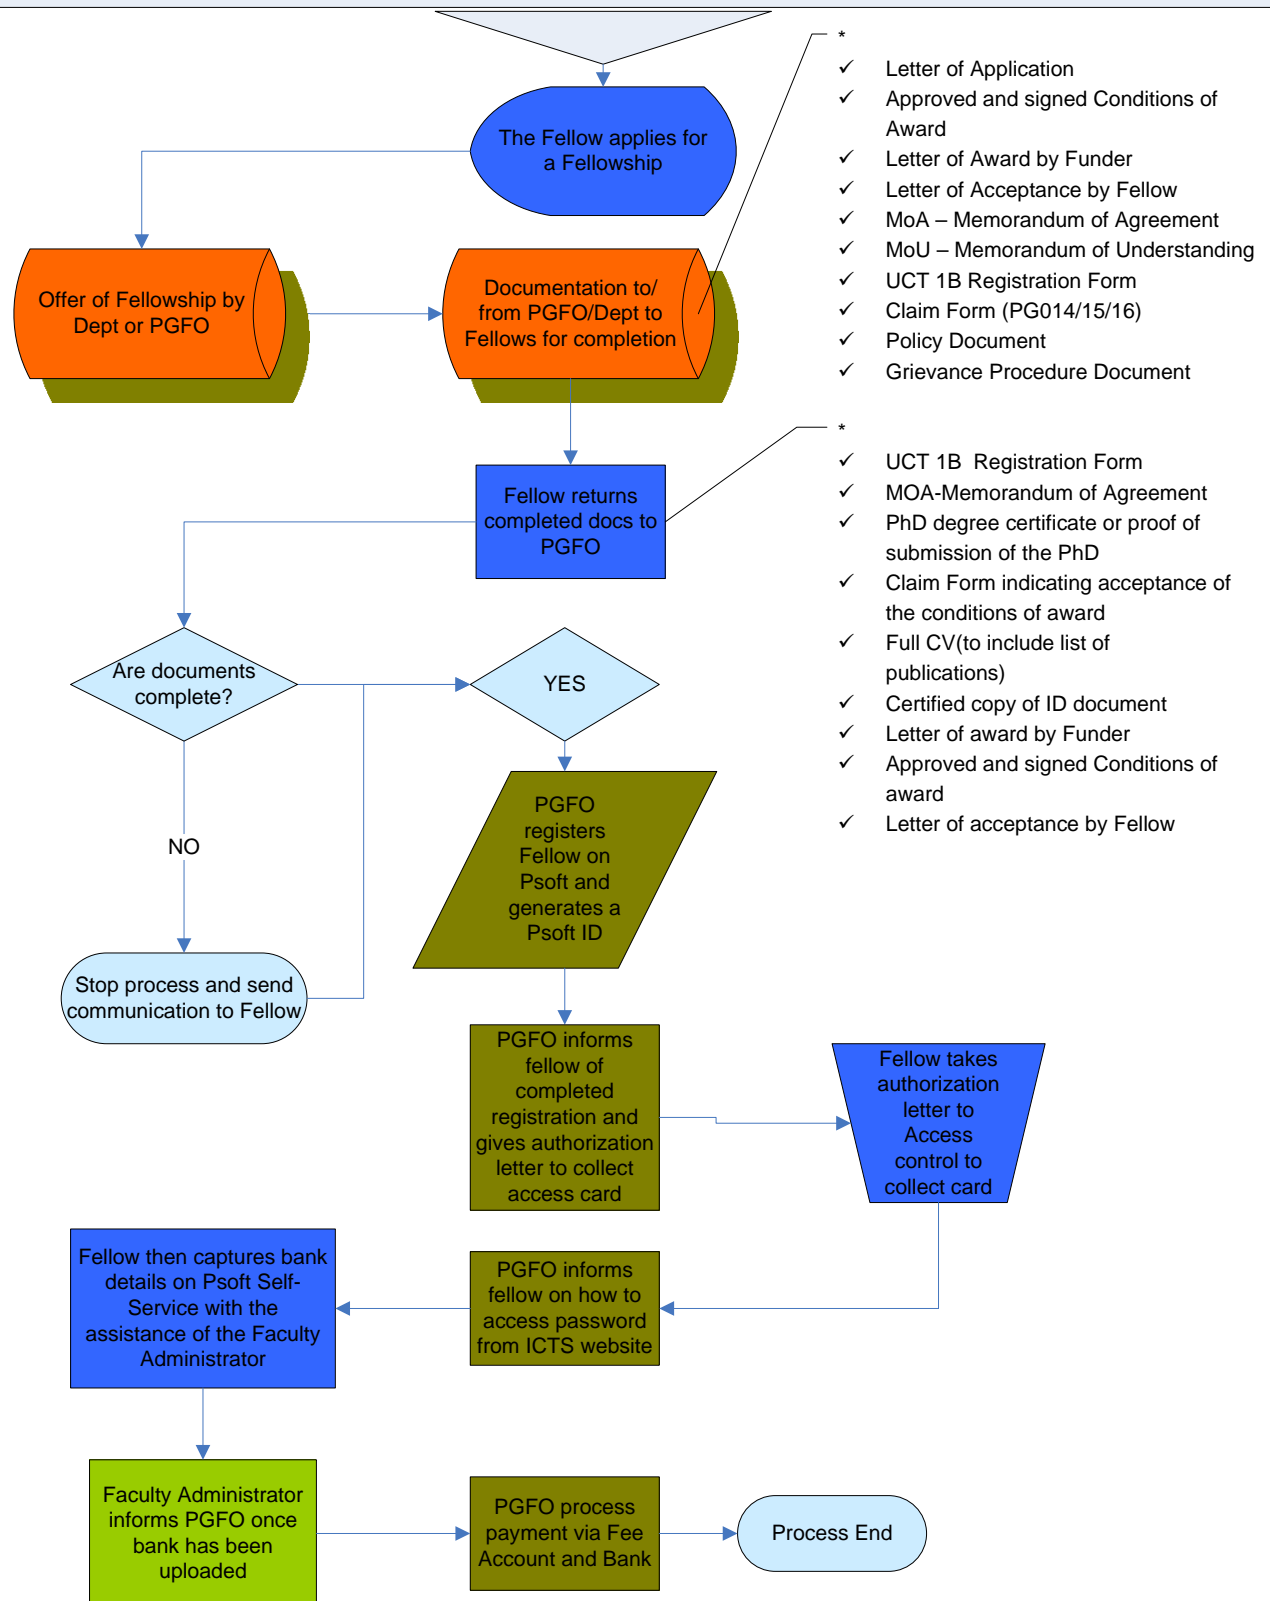 The Fellow applies for
a Fellowship
Offer of Fellowship by
Dept or PGFO
Documentation to/
from PGFO/Dept to
Fellows for completion
*
✓ Letter of Application
✓ Approved and signed Conditions of
Award
✓ Letter of Award by Funder
✓ Letter of Acceptance by Fellow
✓ MoA – Memorandum of Agreement
✓ MoU – Memorandum of Understanding
✓ UCT 1B Registration Form
✓ Claim Form (PG014/15/16)
✓ Policy Document
✓ Grievance Procedure Document
Fellow returns
completed docs to
PGFO
*
✓ UCT 1B  Registration Form
✓ MOA-Memorandum of Agreement
✓ PhD degree certificate or proof of
submission of the PhD
✓ Claim Form indicating acceptance of
the conditions of award
✓ Full CV(to include list of
publications)
✓ Certified copy of ID document
✓ Letter of award by Funder
✓ Approved and signed Conditions of
award
✓ Letter of acceptance by Fellow
Are documents
complete?
YES
NO
Stop process and send
communication to Fellow
PGFO
registers
Fellow on
Psoft and
generates a
Psoft ID
PGFO informs
fellow of
completed
registration and
gives authorization
letter to collect
access card
Fellow takes
authorization
letter to
Access
control to
collect card
PGFO informs
fellow on how to
access password
from ICTS website
Fellow then captures bank
details on Psoft Self-
Service with the
assistance of the Faculty
Administrator
Faculty Administrator
informs PGFO once
bank has been
uploaded
PGFO process
payment via Fee
Account and Bank
Process End